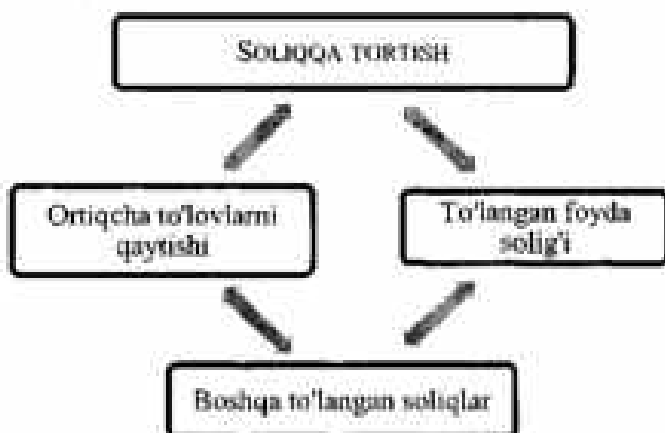 SOLIQQA TORTISH
Ortiqcha to'lovlarni
qaytishi
To'langan foyda
solig'i
Boshqa to'langan soliqlar